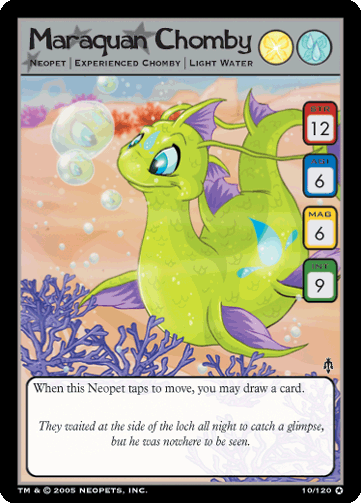 Maraquan Chomby
Neopet | Experienced Chomby | Light Water
STR
12
AGI
6
MAG
6
INT
9
When this Neopet taps to move, you may draw a card.
They waited at the side of the loch all night to catch a glimpse,
but he was nowhere to be seen.
TM & © 2005 NEOPETS, INC.
10/120